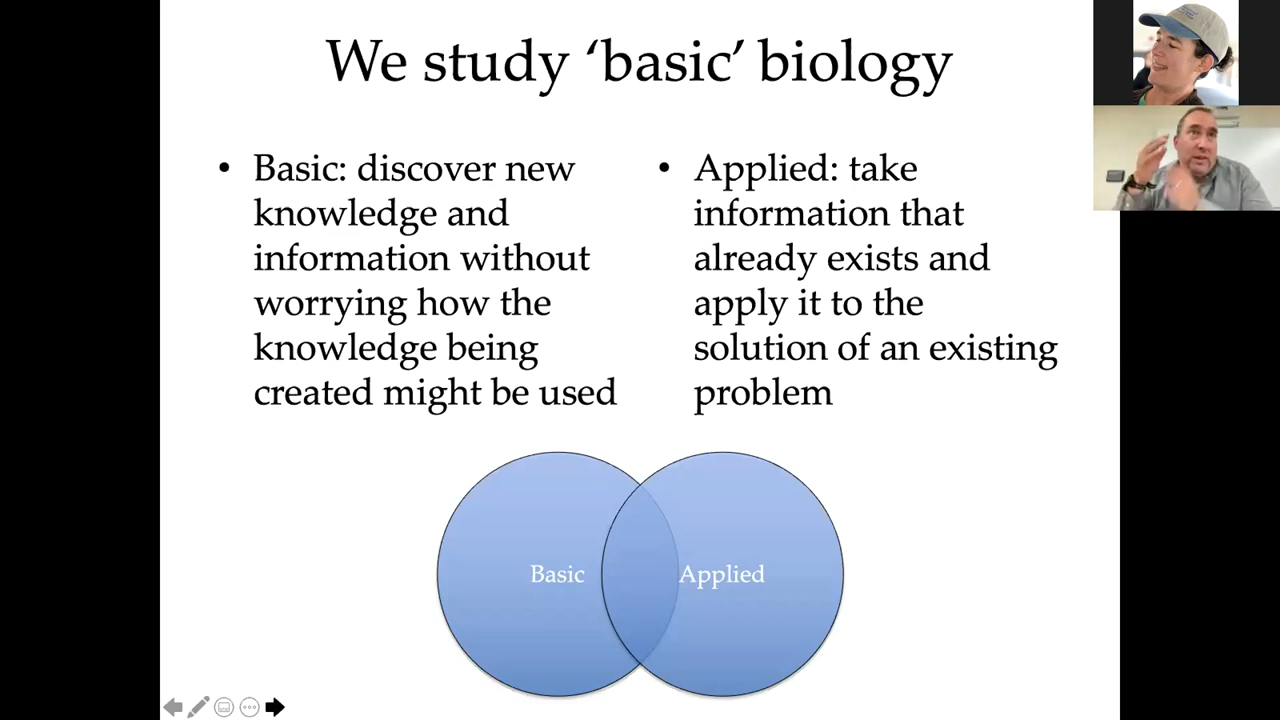 We study ‘basic’ biology
• Basic: discover new
knowledge and
information without
worrying how the
knowledge being
created might be used
• Applied: take
information that
already exists and
apply it to the
solution of an existing
problem
Basic
Applied